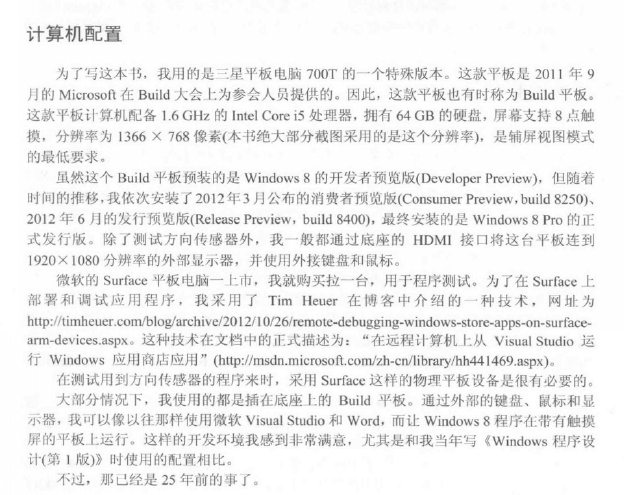 计算机配置
为了写这本书，我用的是三星平板电脑 700T 的一个特殊版本。这款平板是 2011 年 9
月的 Microsoft 在 Build 大会上为参会人员提供的。因此，这款平板也有时称为 Build 平板。
这款平板计算机配备 1.6 GHz 的 Intel Core i5 处理器，拥有 64 GB 的硬盘，屏幕支持 8 点触
摸，分辨率为 1366 × 768 像素(本书绝大部分截图采用的是这个分辨率)，是辅屏视图模式
的最低要求。
虽然这个 Build 平板预装的是 Windows 8 的开发者预览版(Developer Preview)，但随着
时间的推移，我依次安装了 2012 年 3 月公布的消费者预览版(Consumer Preview，build 8250)、
2012 年 6 月的发行预览版(Release Preview，build 8400)，最终安装的是 Windows 8 Pro 的正
式发行版。除了测试方向传感器外，我一般都通过底座的 HDMI 接口将这台平板连到
1920×1080 分辨率的外部显示器，并使用外接键盘和鼠标。
微软的 Surface 平板电脑一上市，我就购买拉一台，用于程序测试。为了在 Surface 上
部署和调试应用程序，我采用了 Tim Heuer 在博客中介绍的一种技术，网址为
http://timheuer.com/blog/archive/2012/10/26/remote-debugging-windows-store-apps-on-surface-
arm-devices.aspx。这种技术在文档中的正式描述为：“在远程计算机上从 Visual Studio 运
行 Windows 应用商店应用”(http://msdn.microsoft.com/zh-cn/library/hh441469.aspx)。
在测试用到方向传感器的程序来时，采用 Surface 这样的物理平板设备是很有必要的。
大部分情况下，我使用的都是插在底座上的 Build 平板。通过外部的键盘、鼠标和显
示器，我可以像以往那样使用微软 Visual Studio 和 Word，而让 Windows 8 程序在带有触摸
屏的平板上运行。这样的开发环境我感到非常满意，尤其是和我当年写《Windows 程序设
计(第 1 版)》时使用的配置相比。
不过，那已经是 25 年前的事了。